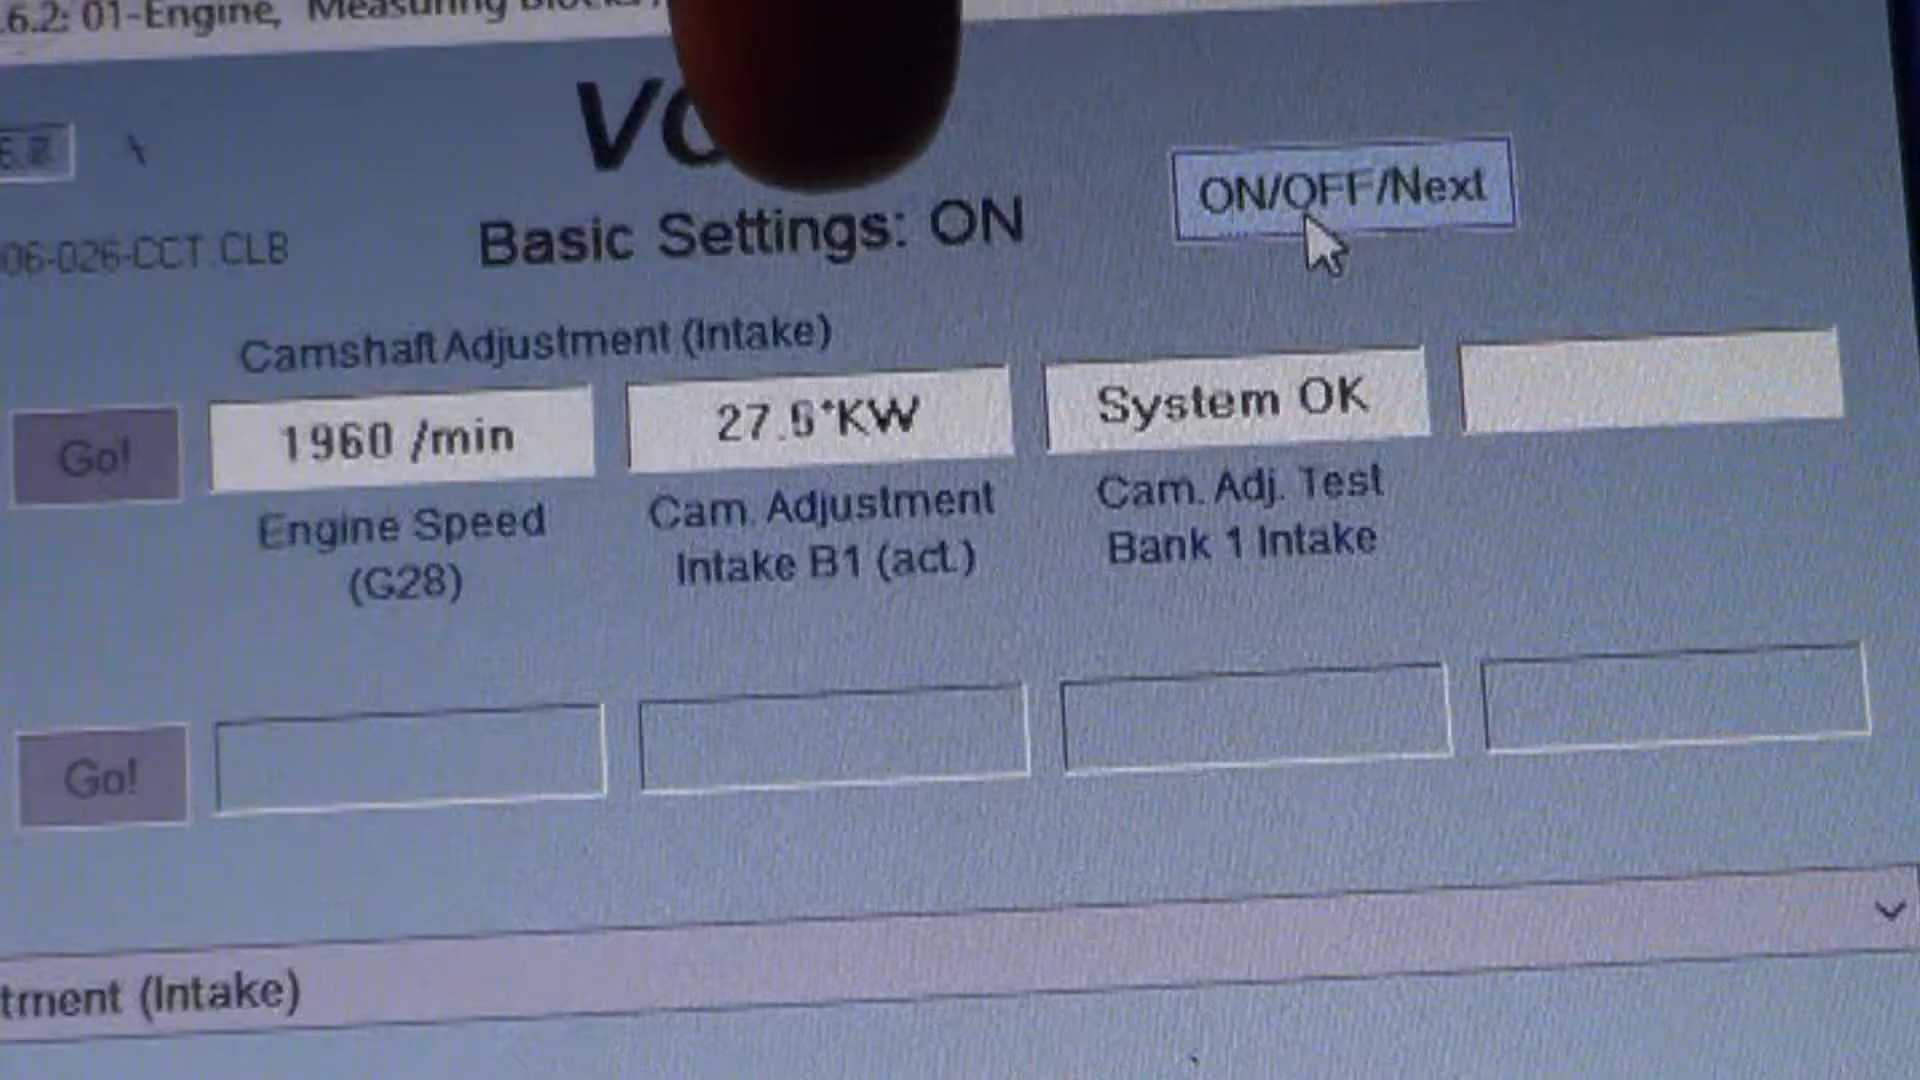 .6.2: 01-Engine, Measuring Blocks
VC
ON/OFF/Next
Basic Settings: ON
06-026-CCT.CLB
Camshaft Adjustment (Intake)
Go! 1960 /min 27.5°KW System OK
Engine Speed (G28)
Cam. Adjustment Intake B1 (act.)
Cam. Adj. Test Bank 1 Intake
Go!
tment (Intake)